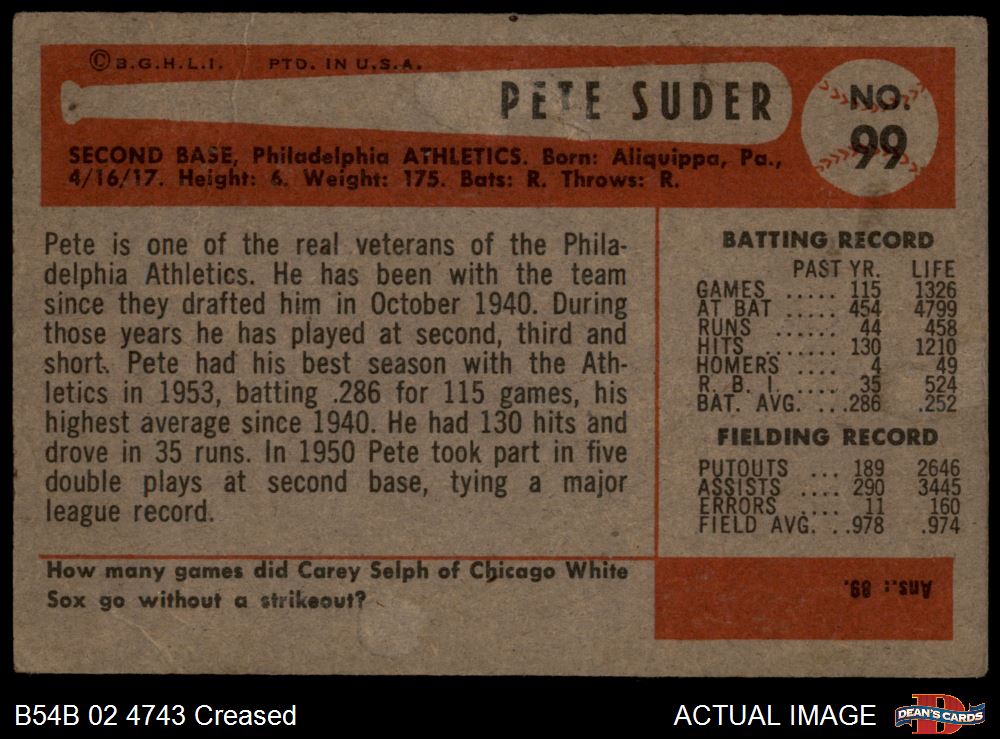 ©B.G.H.L.I. PTD. IN U.S.A.
PETE SUDER
NO.
99
SECOND BASE, Philadelphia ATHLETICS. Born: Aliquippa, Pa.,
4/16/17. Height: 6. Weight: 175. Bats: R. Throws: R.
Pete is one of the real veterans of the Phila-
delphia Athletics. He has been with the team
since they drafted him in October 1940. During
those years he has played at second, third and
short. Pete had his best season with the Ath-
letics in 1953, batting .286 for 115 games, his
highest average since 1940. He had 130 hits and
drove in 35 runs. In 1950 Pete took part in five
double plays at second base, tying a major
league record.
BATTING RECORD
PAST YR. LIFE
GAMES ..... 115 1326
AT BAT ..... 454 4799
RUNS ...... 44 458
HITS ....... 130 1210
HOMERS .... 4 49
R. B. I. .... 35 524
BAT. AVG. ...286 .252
FIELDING RECORD
PUTOUTS ... 189 2646
ASSISTS .... 290 3445
ERRORS .... 11 160
FIELD AVG. ..978 .974
How many games did Carey Selph of Chicago White
Sox go without a strikeout?
Ans.: 89.
B54B 02 4743 Creased
ACTUAL IMAGE
D
DEAN'S CARDS